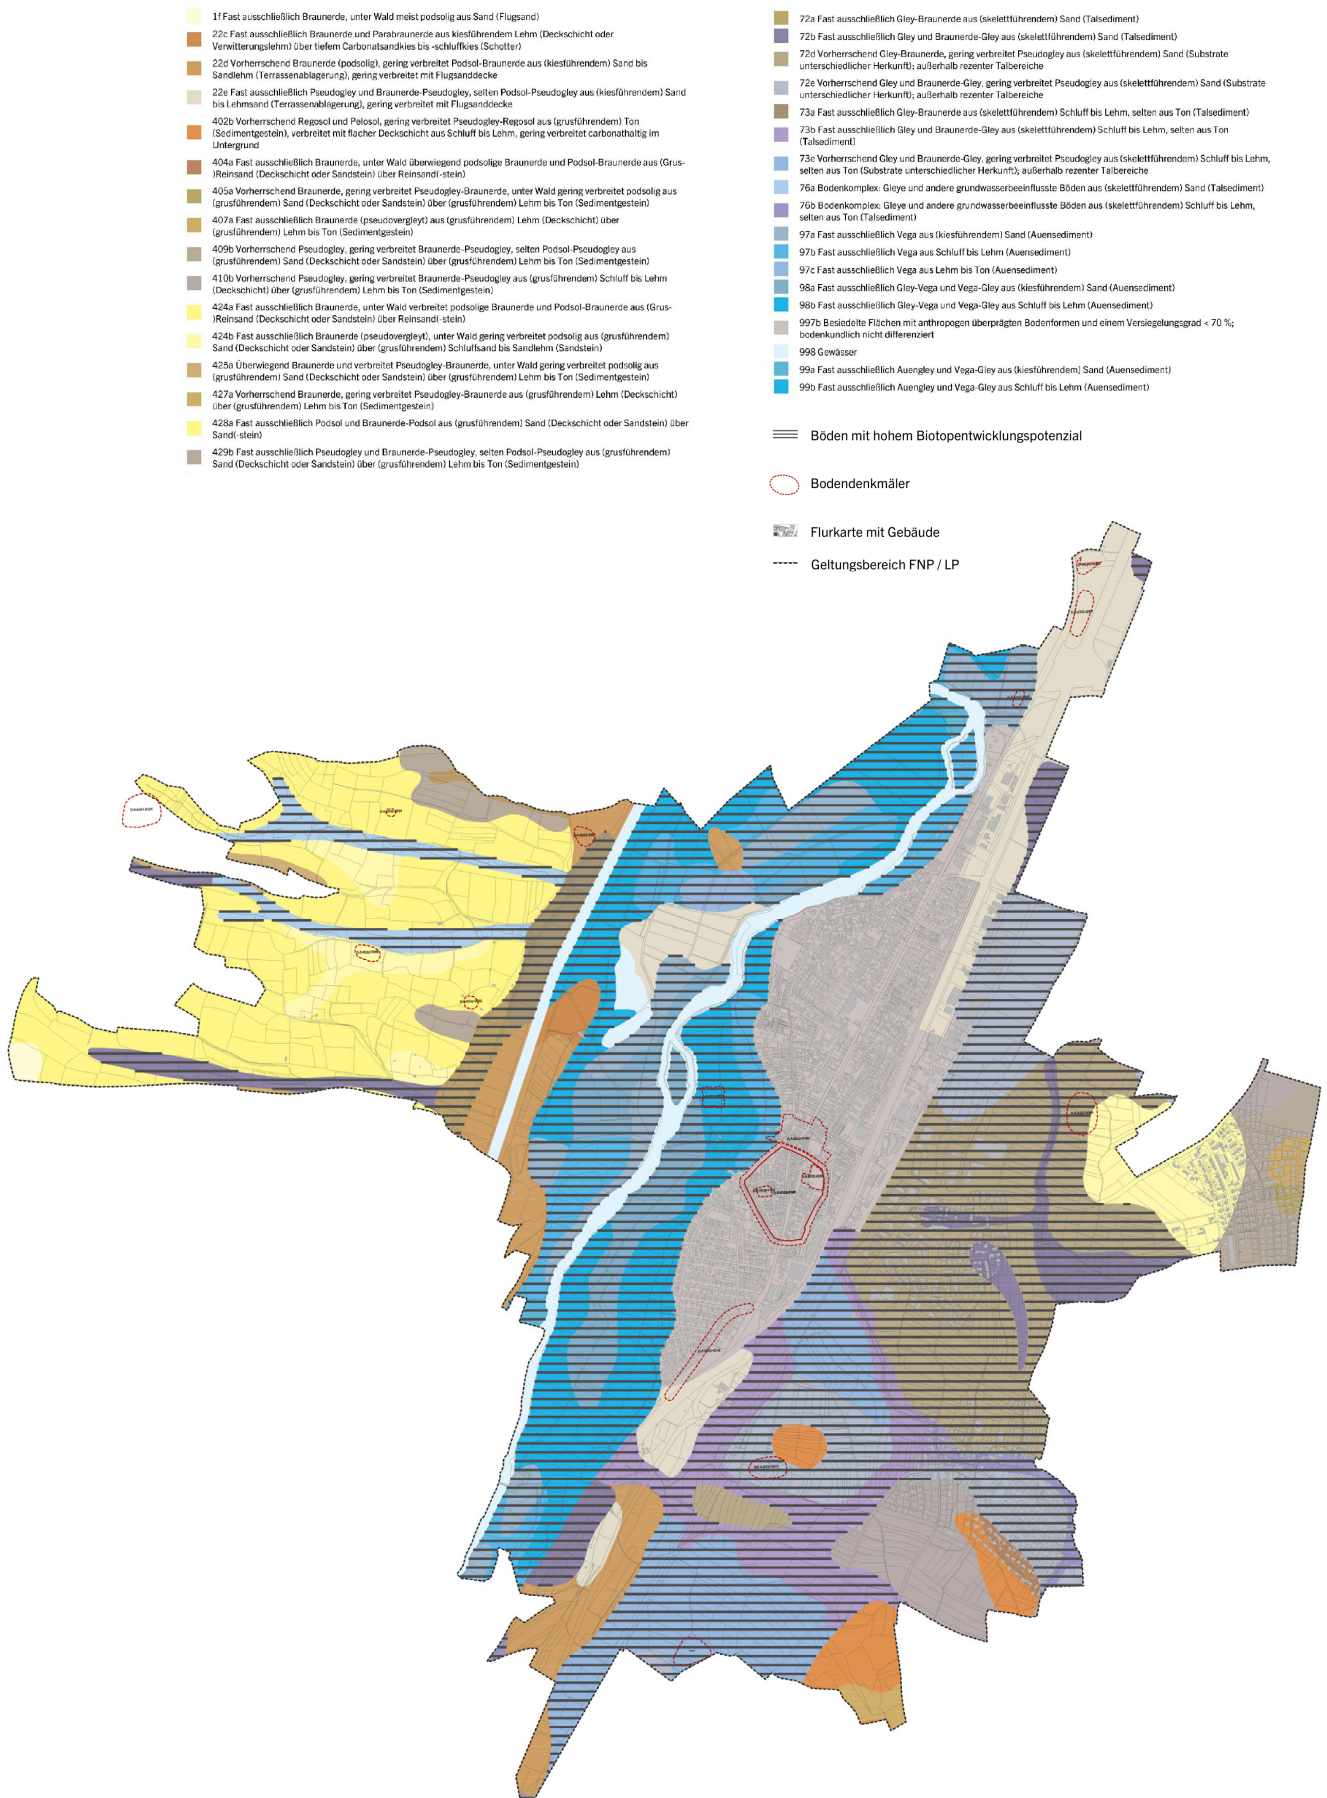 1f Fast ausschließlich Braunerde, unter Wald meist podsolig aus Sand (Flugsand)
22c Fast ausschließlich Braunerde und Parabraunerde aus kiesführendem Lehm (Deckschicht oder
Verwitterungslehm) über tiefem Carbonatsandkies bis -schluffkies (Schotter)
22d Vorherrschend Braunerde (podsolig), gering verbreitet Podsol-Braunerde aus (kiesführendem) Sand bis
Sandlehm (Terrassenablagerung), gering verbreitet mit Flugsanddecke
22e Fast ausschließlich Pseudogley und Braunerde-Pseudogley, selten Podsol-Pseudogley aus (kiesführendem) Sand
bis Lehmsand (Terrassenablagerung), gering verbreitet mit Flugsanddecke
402b Vorherrschend Regosol und Pelosol, gering verbreitet Pseudogley-Regosol aus (grusführendem) Ton
(Sedimentgestein), verbreitet mit flacher Deckschicht aus Schluff bis Lehm, gering verbreitet carbonathaltig im
Untergrund
404a Fast ausschließlich Braunerde, unter Wald überwiegend podsolige Braunerde und Podsol-Braunerde aus (Grus-
)Reinsand (Deckschicht oder Sandstein) über Reinsand(-stein)
405a Vorherrschend Braunerde, gering verbreitet Pseudogley-Braunerde, unter Wald gering verbreitet podsolig aus
(grusführendem) Sand (Deckschicht oder Sandstein) über (grusführendem) Lehm bis Ton (Sedimentgestein)
407a Fast ausschließlich Braunerde (pseudovergleyt) aus (grusführendem) Lehm (Deckschicht) über
(grusführendem) Lehm bis Ton (Sedimentgestein)
409b Vorherrschend Pseudogley, gering verbreitet Braunerde-Pseudogley, selten Podsol-Pseudogley aus
(grusführendem) Sand (Deckschicht oder Sandstein) über (grusführendem) Lehm bis Ton (Sedimentgestein)
410b Vorherrschend Pseudogley, gering verbreitet Braunerde-Pseudogley aus (grusführendem) Schluff bis Lehm
(Deckschicht) über (grusführendem) Lehm bis Ton (Sedimentgestein)
424a Fast ausschließlich Braunerde, unter Wald verbreitet podsolige Braunerde und Podsol-Braunerde aus (Grus-
)Reinsand (Deckschicht oder Sandstein) über Reinsand(-stein)
424b Fast ausschließlich Braunerde (pseudovergleyt), unter Wald gering verbreitet podsolig aus (grusführendem)
Sand (Deckschicht oder Sandstein) über (grusführendem) Schluffsand bis Sandlehm (Sandstein)
425a Überwiegend Braunerde und verbreitet Pseudogley-Braunerde, unter Wald gering verbreitet podsolig aus
(grusführendem) Sand (Deckschicht oder Sandstein) über (grusführendem) Lehm bis Ton (Sedimentgestein)
427a Vorherrschend Braunerde, gering verbreitet Pseudogley-Braunerde aus (grusführendem) Lehm (Deckschicht)
über (grusführendem) Lehm bis Ton (Sedimentgestein)
428a Fast ausschließlich Podsol und Braunerde-Podsol aus (grusführendem) Sand (Deckschicht oder Sandstein) über
Sand(-stein)
429b Fast ausschließlich Pseudogley und Braunerde-Pseudogley, selten Podsol-Pseudogley aus (grusführendem)
Sand (Deckschicht oder Sandstein) über (grusführendem) Lehm bis Ton (Sedimentgestein)
72a Fast ausschließlich Gley-Braunerde aus (skelettführendem) Sand (Talsediment)
72b Fast ausschließlich Gley und Braunerde-Gley aus (skelettführendem) Sand (Talsediment)
72d Vorherrschend Gley-Braunerde, gering verbreitet Pseudogley aus (skelettführendem) Sand (Substrate
unterschiedlicher Herkunft); außerhalb rezenter Talbereiche
72e Vorherrschend Gley und Braunerde-Gley, gering verbreitet Pseudogley aus (skelettführendem) Sand (Substrate
unterschiedlicher Herkunft); außerhalb rezenter Talbereiche
73a Fast ausschließlich Gley-Braunerde aus (skelettführendem) Schluff bis Lehm, selten aus Ton (Talsediment)
73b Fast ausschließlich Gley und Braunerde-Gley aus (skelettführendem) Schluff bis Lehm, selten aus Ton
(Talsediment)
73e Vorherrschend Gley und Braunerde-Gley, gering verbreitet Pseudogley aus (skelettführendem) Schluff bis Lehm,
selten aus Ton (Substrate unterschiedlicher Herkunft); außerhalb rezenter Talbereiche
76a Bodenkomplex: Gleye und andere grundwasserbeeinflusste Böden aus (skelettführendem) Sand (Talsediment)
76b Bodenkomplex: Gleye und andere grundwasserbeeinflusste Böden aus (skelettführendem) Schluff bis Lehm,
selten aus Ton (Talsediment)
97a Fast ausschließlich Vega aus (kiesführendem) Sand (Auensediment)
97b Fast ausschließlich Vega aus Schluff bis Lehm (Auensediment)
97c Fast ausschließlich Vega aus Lehm bis Ton (Auensediment)
98a Fast ausschließlich Gley-Vega und Vega-Gley aus (kiesführendem) Sand (Auensediment)
98b Fast ausschließlich Gley-Vega und Vega-Gley aus Schluff bis Lehm (Auensediment)
997b Besiedelte Flächen mit anthropogen überprägten Bodenformen und einem Versiegelungsgrad < 70 %;
bodenkundlich nicht differenziert
998 Gewässer
99a Fast ausschließlich Auengley und Vega-Gley aus (kiesführendem) Sand (Auensediment)
99b Fast ausschließlich Auengley und Vega-Gley aus Schluff bis Lehm (Auensediment)
Böden mit hohem Biotopentwicklungspotenzial
Bodendenkmäler
Flurkarte mit Gebäude
Geltungsbereich FNP / LP